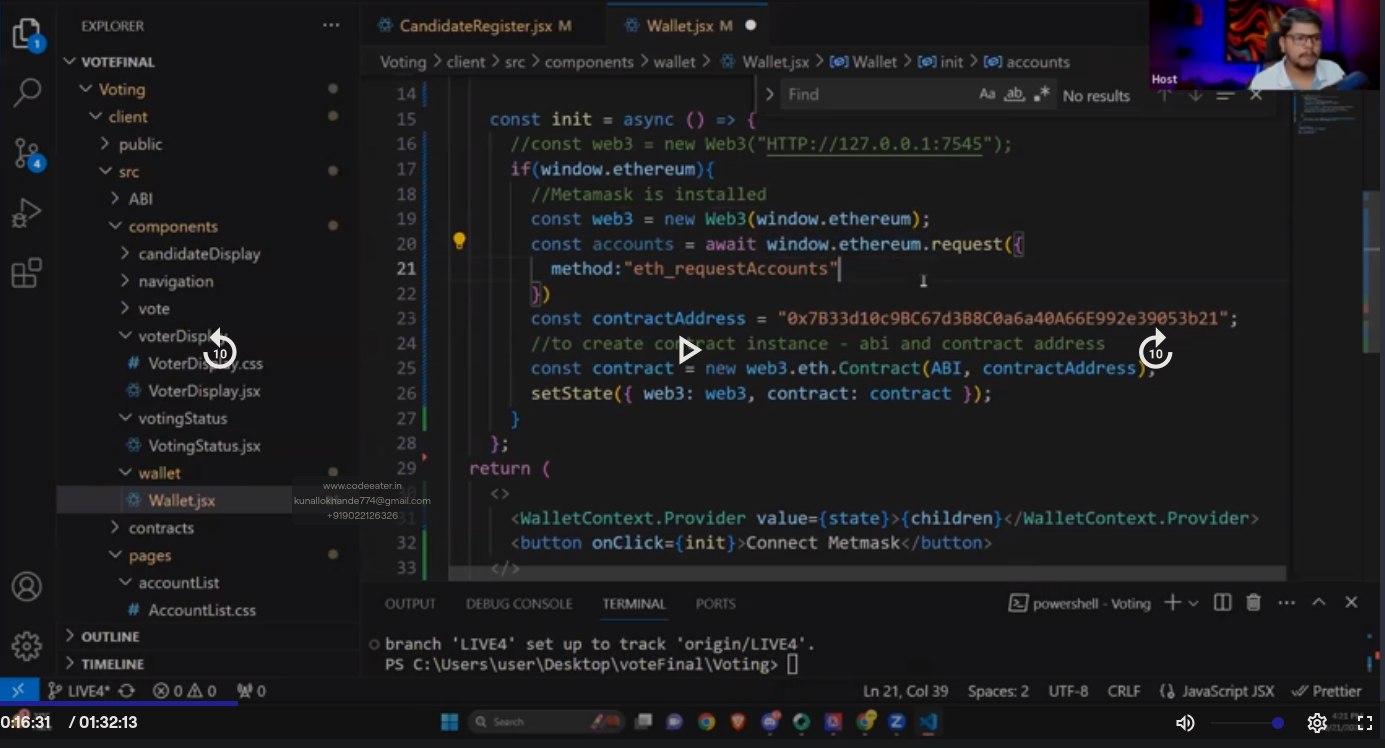 EXPLORER
CandidateRegister.jsx M
Wallet.jsx M
Host
VOTEFINAL
Voting > client > src > components > wallet > Wallet.jsx > Wallet > init > accounts
Find
Aa ab .*
No results
Voting
client
public
src
ABI
components
candidateDisplay
navigation
vote
voterDisplay
# VoterDisplay.css
VoterDisplay.jsx
votingStatus
VotingStatus.jsx
wallet
Wallet.jsx
contracts
pages
accountList
# AccountList.css
OUTLINE
TIMELINE
1
4
14
15 const init = async () => {
16 //const web3 = new Web3("HTTP://127.0.0.1:7545");
17 if(window.ethereum){
18 //Metamask is installed
19 const web3 = new Web3(window.ethereum);
20 const accounts = await window.ethereum.request({
21 method:"eth_requestAccounts"
22 })
23 const contractAddress = "0x7B33d10c9BC67d3B8C0a6a40A66E992e39053b21";
24 //to create contract instance - abi and contract address
25 const contract = new web3.eth.Contract(ABI, contractAddress);
26 setState({ web3: web3, contract: contract });
27 }
28 };
29 return (
30 <>
31 <WalletContext.Provider value={state}>{children}</WalletContext.Provider>
32 <button onClick={init}>Connect Metmask</button>
33 </>
www.codeeater.in
kunallokhande774@gmail.com
+919022126326
10
10
OUTPUT DEBUG CONSOLE TERMINAL PORTS
powershell - Voting
branch 'LIVE4' set up to track 'origin/LIVE4'.
PS C:\Users\user\Desktop\voteFinal\Voting>
LIVE4* 0 0 0
Ln 21, Col 39 Spaces: 2 UTF-8 CRLF {} JavaScript JSX Prettier
0:16:31 / 01:32:13
Search
4:21 PM